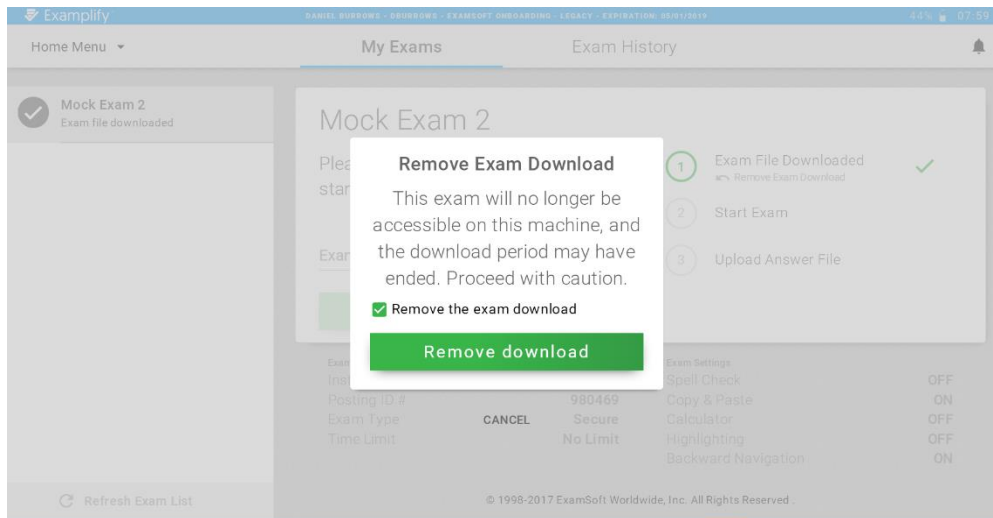 Examplify
DANIEL BURROWS - DBURROWS - EXAMSOFT ONBOARDING - LEGACY - EXPIRATION: 05/01/2019
44% 07:59
Home Menu
My Exams
Exam History
Mock Exam 2
Exam file downloaded
Mock Exam 2
Remove Exam Download
This exam will no longer be
accessible on this machine, and
the download period may have
ended. Proceed with caution.
Remove the exam download
Remove download
CANCEL
1 Exam File Downloaded
Remove Exam Download
2 Start Exam
3 Upload Answer File
Posting ID # 980469
Exam Type Secure
Time Limit No Limit
Exam Settings
Spell Check OFF
Copy & Paste ON
Calculator OFF
Highlighting OFF
Backward Navigation ON
Refresh Exam List
© 1998-2017 ExamSoft Worldwide, Inc. All Rights Reserved.